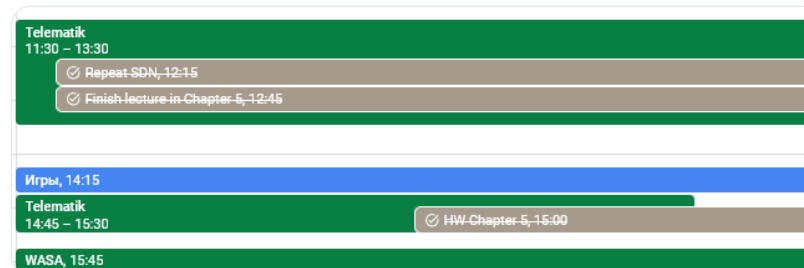 Telematik
11:30 – 13:30
Repeat SDN, 12:15
Finish lecture in Chapter 5, 12:45
Игры, 14:15
Telematik
14:45 – 15:30
HW Chapter 5, 15:00
WASA, 15:45